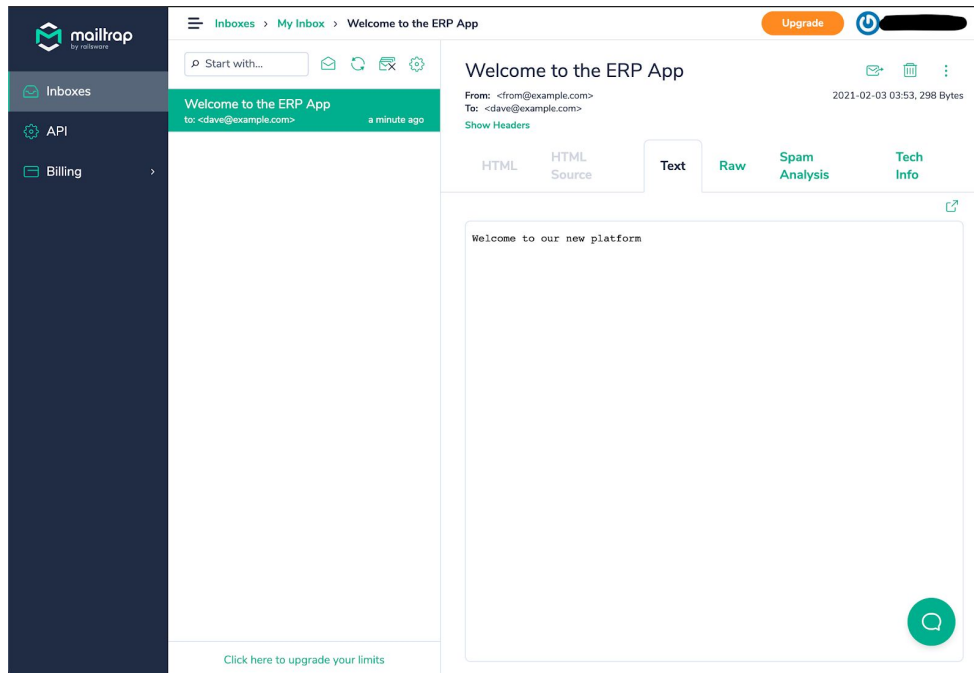 mailtrap
by railsware
Inboxes
API
Billing
Inboxes > My Inbox > Welcome to the ERP App
Upgrade
Start with...
Welcome to the ERP App
to: <dave@example.com> a minute ago
Click here to upgrade your limits
Welcome to the ERP App
From: <from@example.com>
2021-02-03 03:53, 298 Bytes
To: <dave@example.com>
Show Headers
HTML
HTML
Source
Text
Raw
Spam
Analysis
Tech
Info
Welcome to our new platform